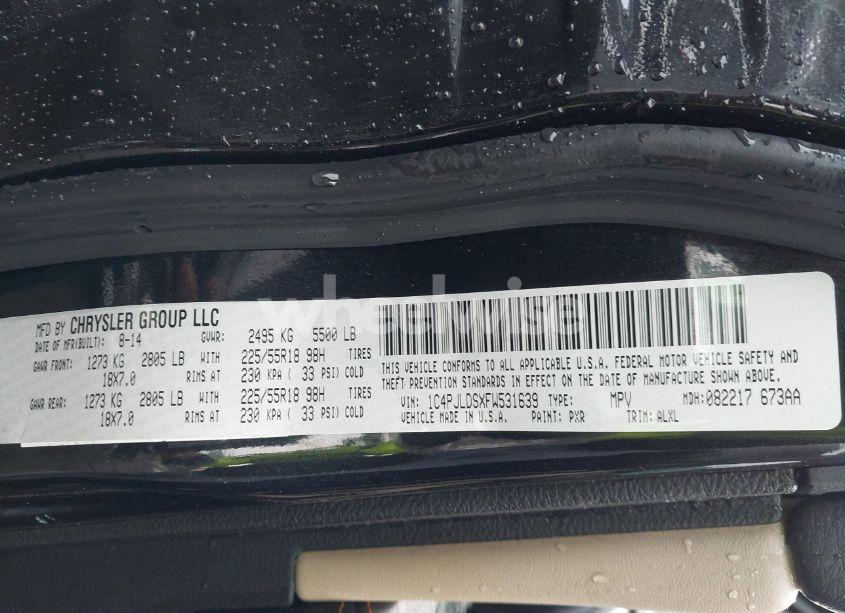 MFD BY CHRYSLER GROUP LLC
DATE OF MFR(BUILT): 8-14 GVWR: 2495 KG 5500 LB
GAWR FRONT: 1273 KG 2805 LB WITH 225/55R18 98H TIRES
18X7.0 RIMS AT 230 KPA ( 33 PSI) COLD
GAWR REAR: 1273 KG 2805 LB WITH 225/55R18 98H TIRES
18X7.0 RIMS AT 230 KPA ( 33 PSI) COLD
THIS VEHICLE CONFORMS TO ALL APPLICABLE U.S.A. FEDERAL MOTOR VEHICLE SAFETY AND
THEFT PREVENTION STANDARDS IN EFFECT ON THE DATE OF MANUFACTURE SHOWN ABOVE.
VIN: 1C4PJLDSXFW531639 TYPE: MPV MDH: 082217 673AA
VEHICLE MADE IN U.S.A. PAINT: PXR TRIM: ALXL
wheelwise